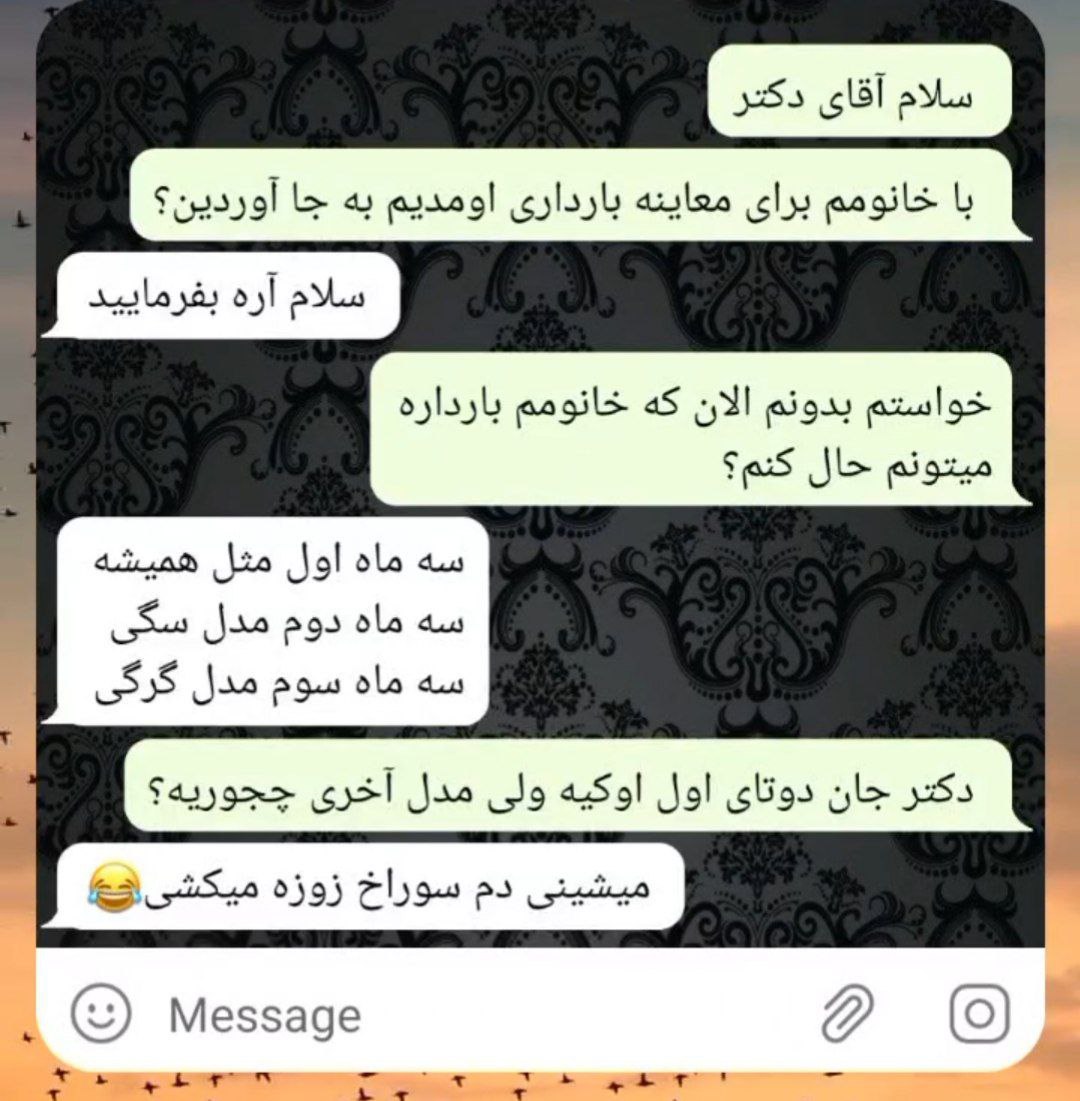 سلام آقای دکتر
با خانومم برای معاینه بارداری اومدیم به جا آوردین؟
سلام آره بفرمایید
خواستم بدونم الان که خانومم بارداره
میتونم حال کنم؟
سه ماه اول مثل همیشه
سه ماه دوم مدل سگی
سه ماه سوم مدل گرگی
دکتر جان دوتای اول اوکیه ولی مدل آخری چجوریه؟
میشینی دم سوراخ زوزه میکشی😂
Message